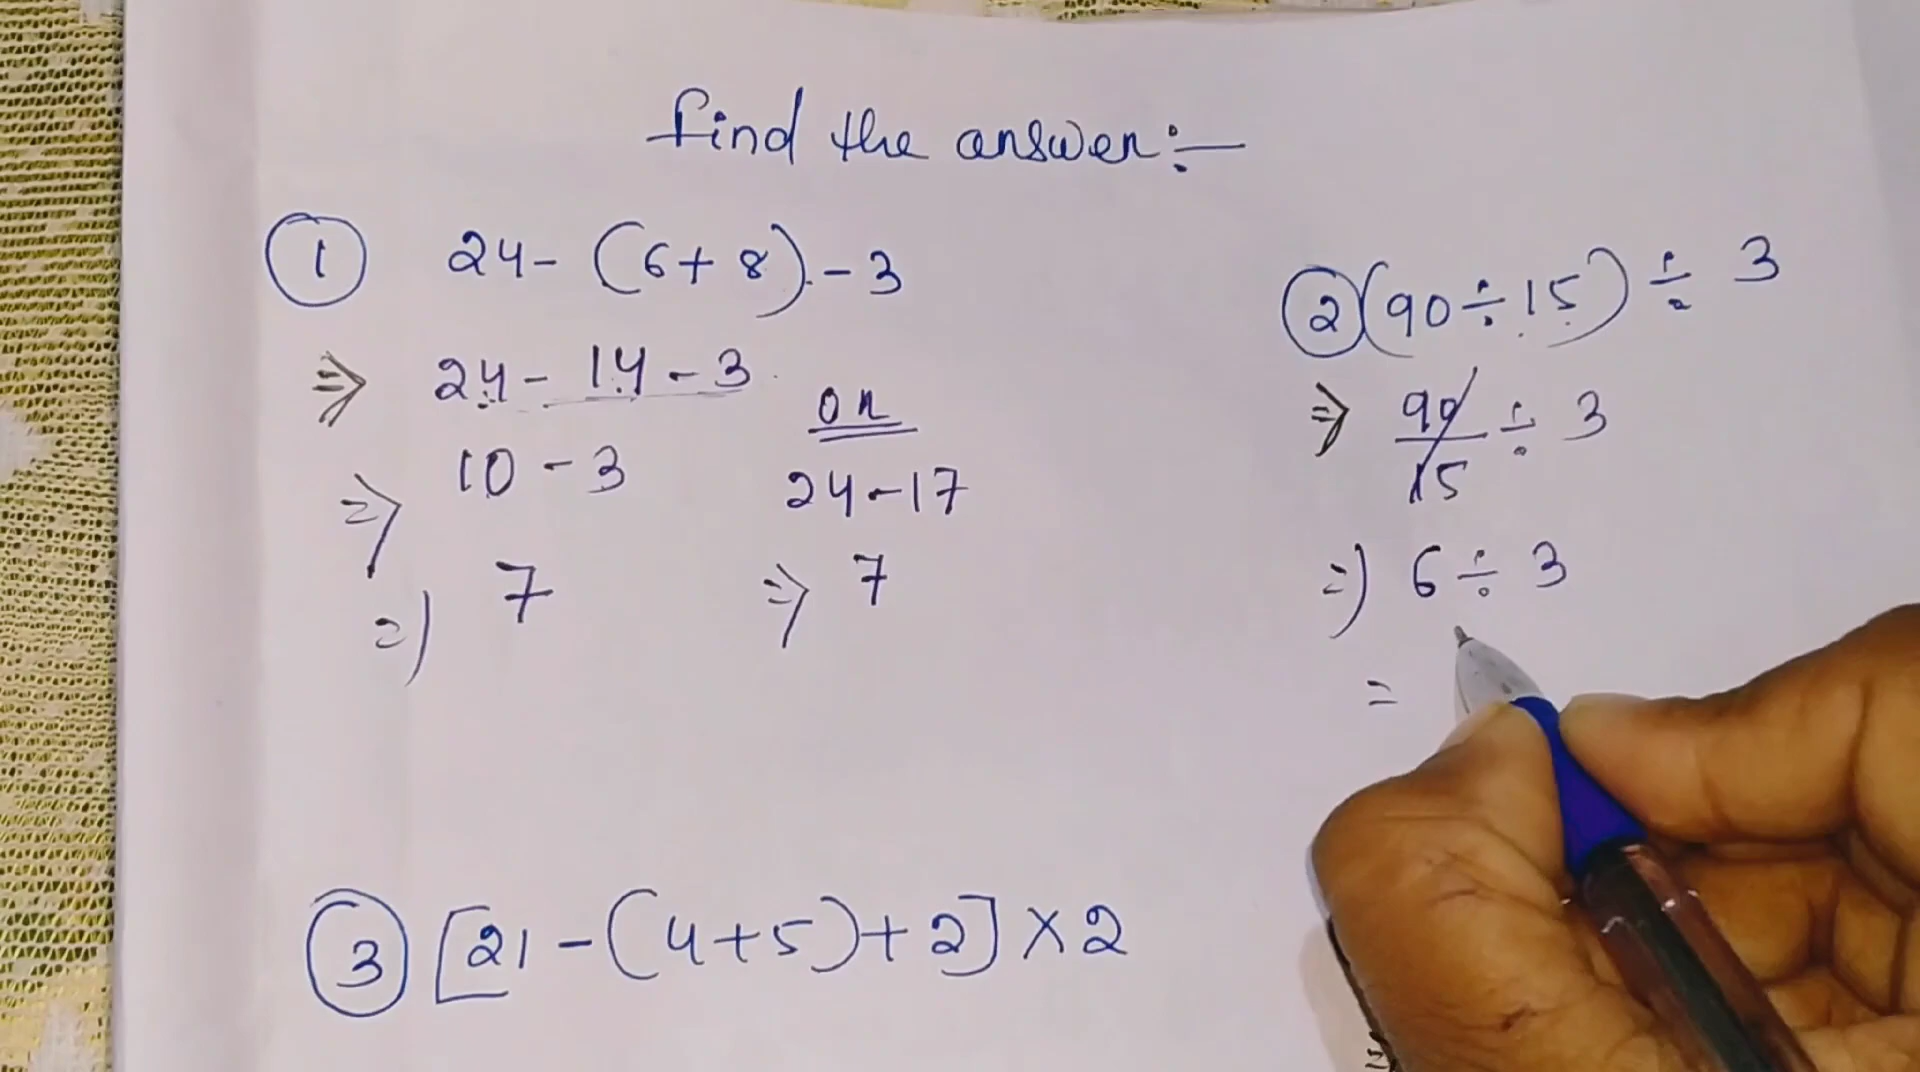 find the answer:—
① 24 - (6 + 8) - 3
⇒ 24 - 14 - 3
or
⇒ 10 - 3
24 - 17
⇒ 7
⇒ 7
② (90 ÷ 15) ÷ 3
⇒ 90/15 ÷ 3
⇒ 6 ÷ 3
=
③ [21 - (4 + 5) + 2] × 2